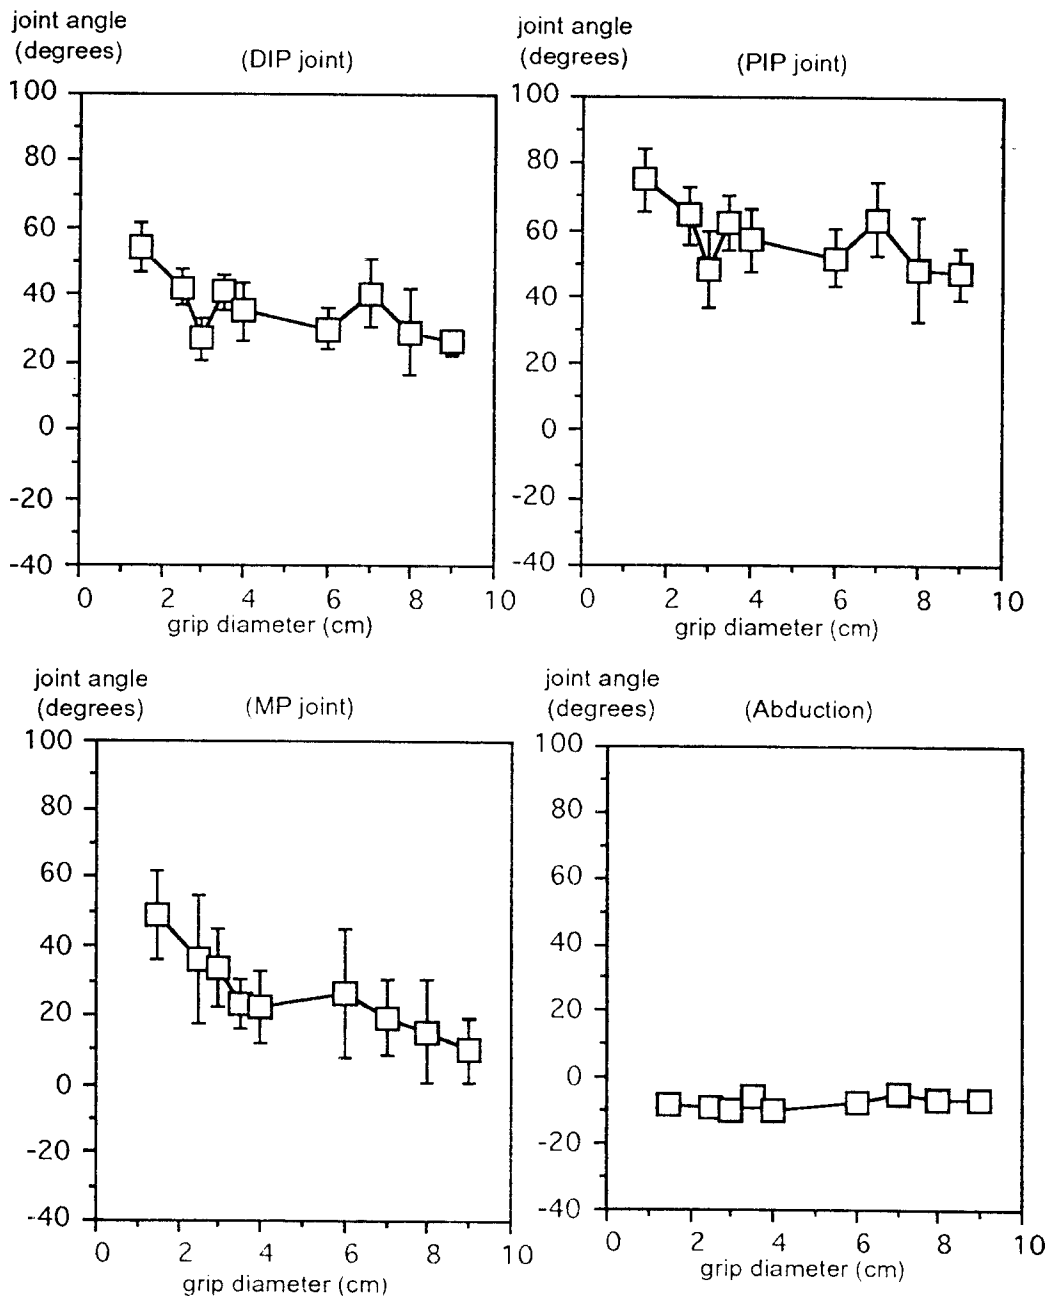 joint angle
(degrees)
(DIP joint)
100
80
60
40
20
0
-20
-40
0 2 4 6 8 10
grip diameter (cm)
joint angle
(degrees)
(PIP joint)
100
80
60
40
20
0
-20
-40
0 2 4 6 8 10
grip diameter (cm)
joint angle
(degrees)
(MP joint)
100
80
60
40
20
0
-20
-40
0 2 4 6 8 10
grip diameter (cm)
joint angle
(degrees)
(Abduction)
100
80
60
40
20
0
-20
-40
0 2 4 6 8 10
grip diameter (cm)